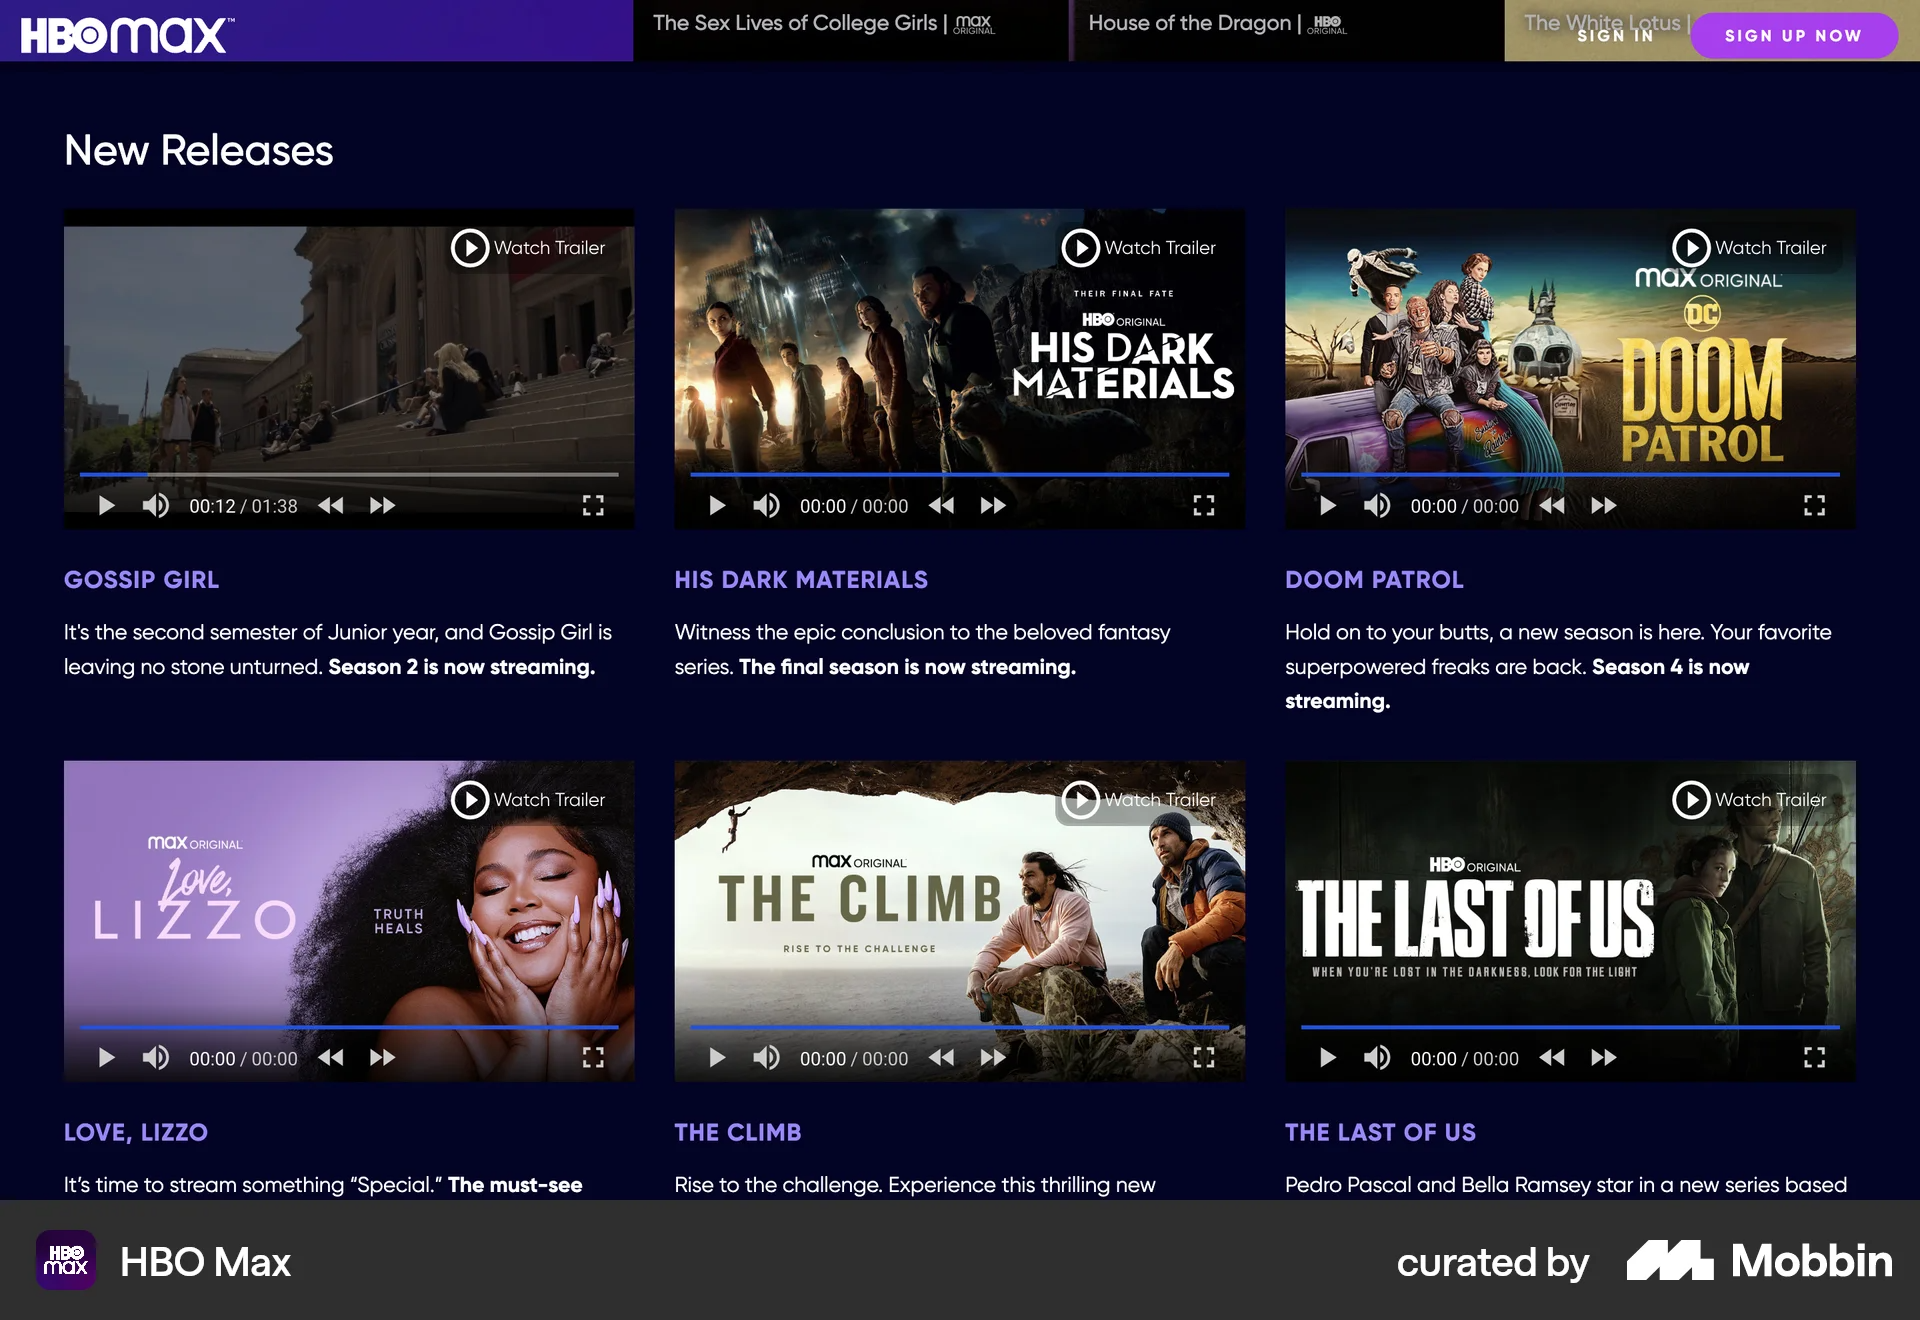 HBOmax™
The Sex Lives of College Girls | max ORIGINAL
House of the Dragon | HBO ORIGINAL
The White Lotus |
SIGN IN
SIGN UP NOW
New Releases
Watch Trailer
00:12 / 01:38
Watch Trailer
THEIR FINAL FATE
HBO ORIGINAL
HIS DARK
MATERIALS
00:00 / 00:00
Watch Trailer
max ORIGINAL
DC
DOOM
PATROL
00:00 / 00:00
GOSSIP GIRL
It's the second semester of Junior year, and Gossip Girl is
leaving no stone unturned. Season 2 is now streaming.
HIS DARK MATERIALS
Witness the epic conclusion to the beloved fantasy
series. The final season is now streaming.
DOOM PATROL
Hold on to your butts, a new season is here. Your favorite
superpowered freaks are back. Season 4 is now
streaming.
Watch Trailer
max ORIGINAL
Love,
LIZZO
TRUTH
HEALS
00:00 / 00:00
Watch Trailer
max ORIGINAL
THE CLIMB
RISE TO THE CHALLENGE
00:00 / 00:00
Watch Trailer
HBO ORIGINAL
THE LAST OF US
WHEN YOU'RE LOST IN THE DARKNESS, LOOK FOR THE LIGHT
00:00 / 00:00
LOVE, LIZZO
It's time to stream something “Special.” The must-see
THE CLIMB
Rise to the challenge. Experience this thrilling new
THE LAST OF US
Pedro Pascal and Bella Ramsey star in a new series based
HBO
max
HBO Max
curated by
Mobbin